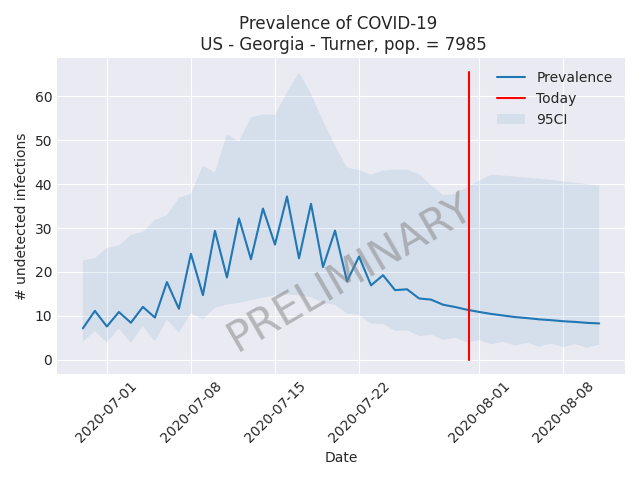 Prevalence of COVID-19
US - Georgia - Turner, pop. = 7985
Prevalence
Today
95CI
# undetected infections
60
50
40
30
20
10
0
PRELIMINARY
2020-07-01
2020-07-08
2020-07-15
2020-07-22
2020-08-01
2020-08-08
Date